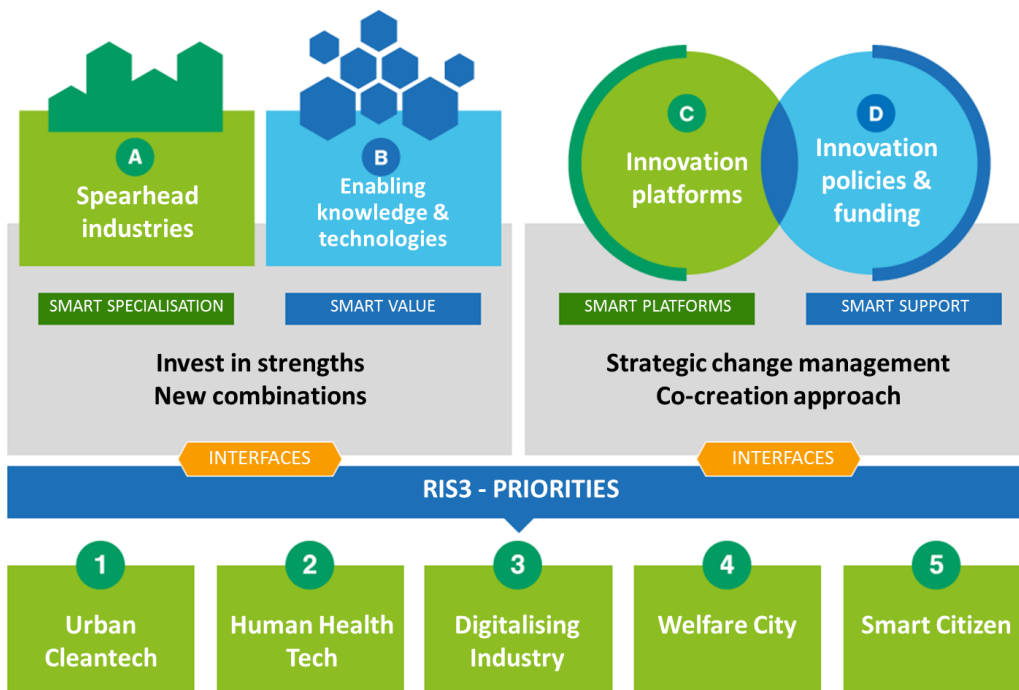 A
Spearhead
industries
B
Enabling
knowledge &
technologies
C
Innovation
platforms
D
Innovation
policies &
funding
SMART SPECIALISATION
SMART VALUE
SMART PLATFORMS
SMART SUPPORT
Invest in strengths
New combinations
Strategic change management
Co-creation approach
INTERFACES
INTERFACES
RIS3 - PRIORITIES
1
Urban
Cleantech
2
Human Health
Tech
3
Digitalising
Industry
4
Welfare City
5
Smart Citizen